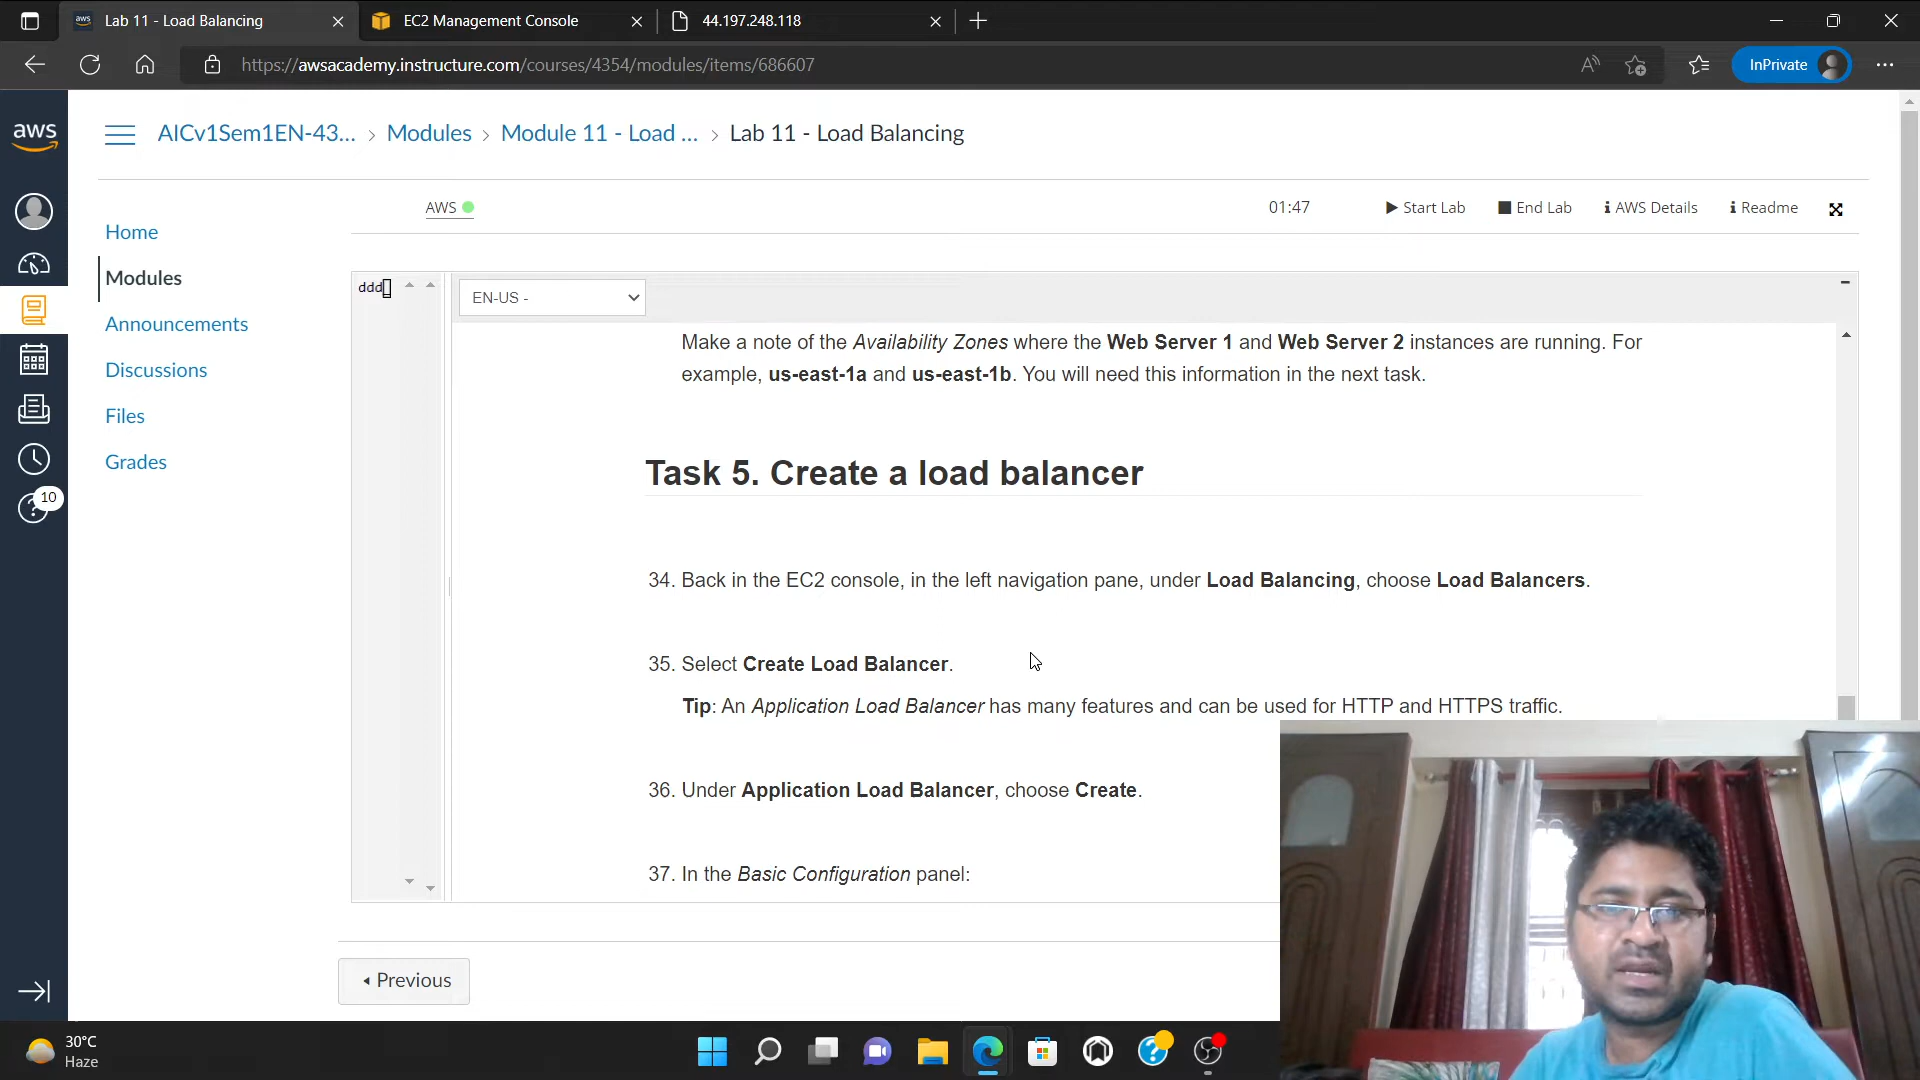 Lab 11 - Load Balancing
EC2 Management Console
44.197.248.118
https://awsacademy.instructure.com/courses/4354/modules/items/686607
InPrivate
aws
AICv1Sem1EN-43... > Modules > Module 11 - Load ... > Lab 11 - Load Balancing
AWS
01:47
Start Lab
End Lab
AWS Details
Readme
Home
Modules
Announcements
Discussions
Files
Grades
10
ddd
EN-US -
Make a note of the Availability Zones where the Web Server 1 and Web Server 2 instances are running. For
example, us-east-1a and us-east-1b. You will need this information in the next task.
Task 5. Create a load balancer
34. Back in the EC2 console, in the left navigation pane, under Load Balancing, choose Load Balancers.
35. Select Create Load Balancer.
Tip: An Application Load Balancer has many features and can be used for HTTP and HTTPS traffic.
36. Under Application Load Balancer, choose Create.
37. In the Basic Configuration panel:
Previous
30°C
Haze